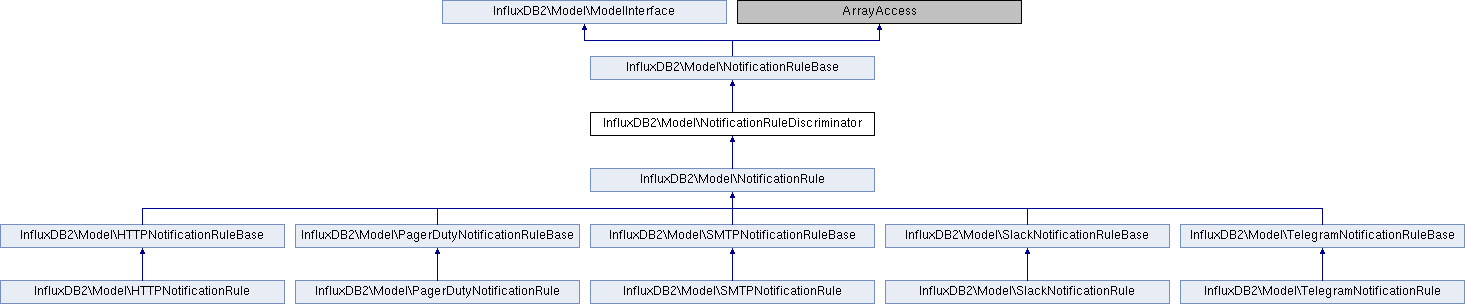 InfluxDB2\Model\ModelInterface
ArrayAccess
InfluxDB2\Model\NotificationRuleBase
InfluxDB2\Model\NotificationRuleDiscriminator
InfluxDB2\Model\NotificationRule
InfluxDB2\Model\HTTPNotificationRuleBase
InfluxDB2\Model\PagerDutyNotificationRuleBase
InfluxDB2\Model\SMTPNotificationRuleBase
InfluxDB2\Model\SlackNotificationRuleBase
InfluxDB2\Model\TelegramNotificationRuleBase
InfluxDB2\Model\HTTPNotificationRule
InfluxDB2\Model\PagerDutyNotificationRule
InfluxDB2\Model\SMTPNotificationRule
InfluxDB2\Model\SlackNotificationRule
InfluxDB2\Model\TelegramNotificationRule